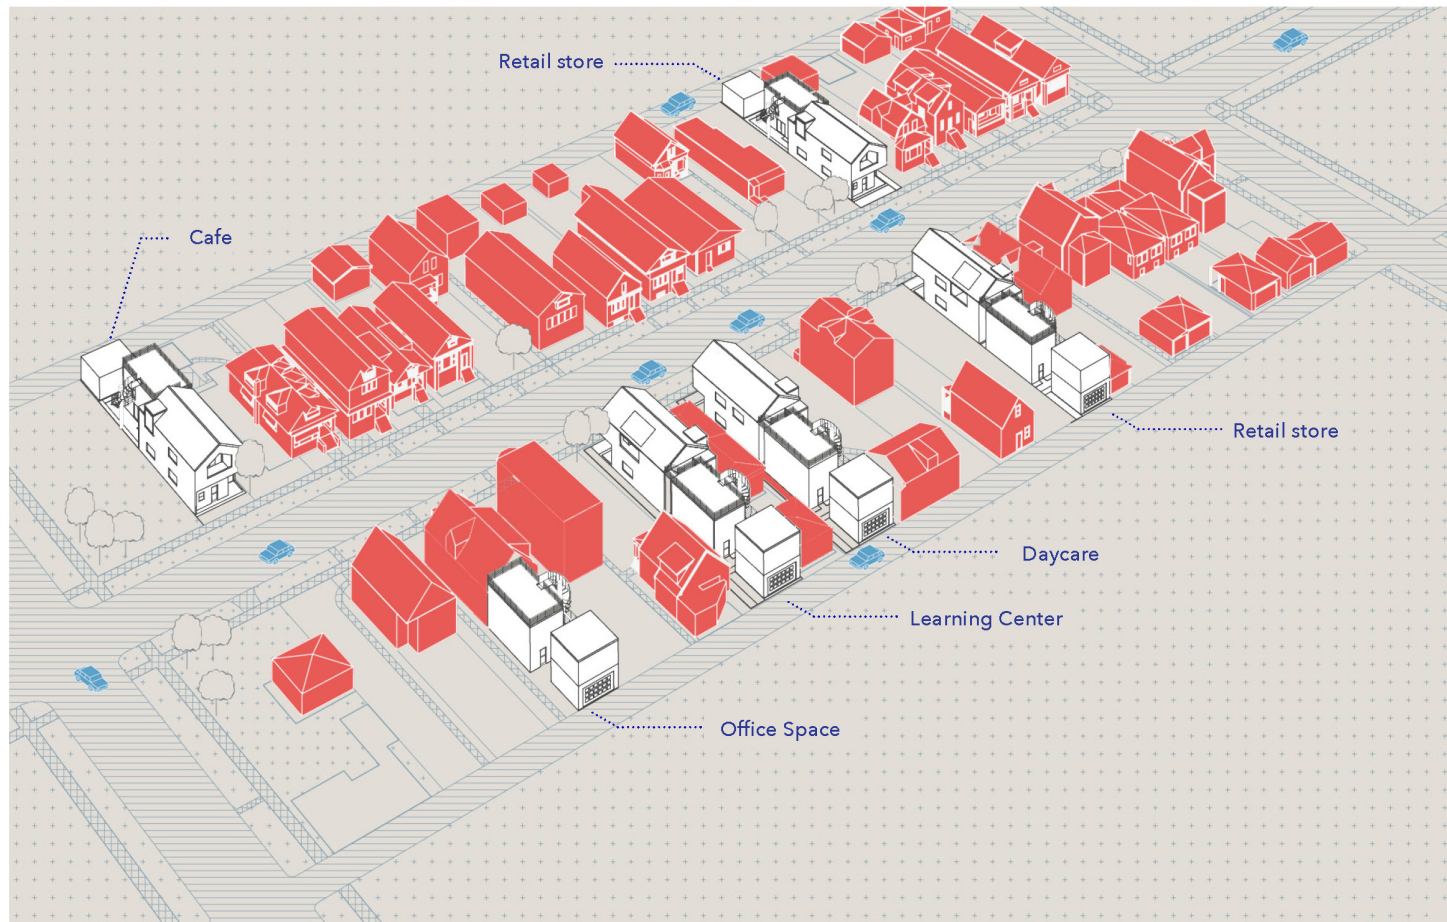 Retail store
Cafe
Retail store
Daycare
Learning Center
Office Space